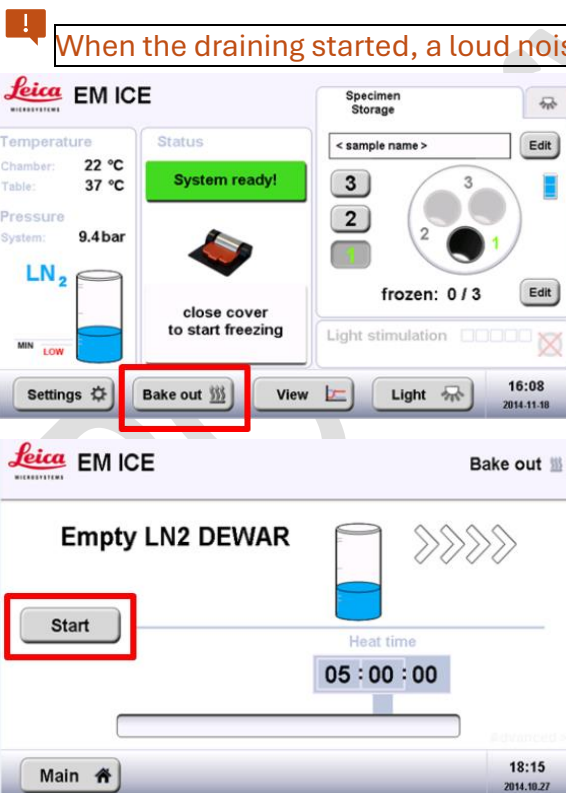 !
When the draining started, a loud
Leica
MICROSYSTEMS
EM ICE
Temperature
Chamber: 22 °C
Table: 37 °C
Pressure
System: 9.4 bar
LN2
MIN
LOW
Status
System ready!
close cover
to start freezing
Specimen
Storage
< sample name >
Edit
3
2
1
3
2
1
frozen: 0 / 3
Edit
Light stimulation
Settings
Bake out
View
Light
16:08
2014-11-18
Leica
MICROSYSTEMS
EM ICE
Bake out
Empty LN2 DEWAR
Start
Heat time
05 : 00 : 00
Main
18:15
2014.10.27